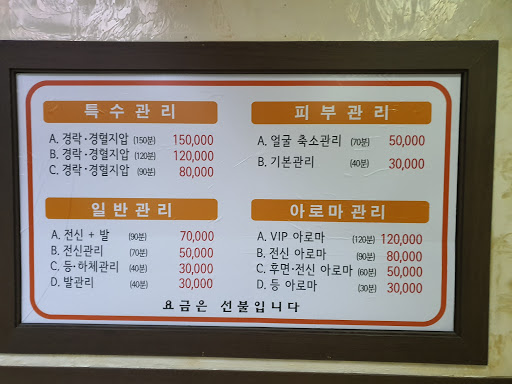 특수관리
A. 경락·경혈지압 (150분) 150,000
B. 경락·경혈지압 (120분) 120,000
C. 경락·경혈지압 (90분) 80,000
피부관리
A. 얼굴 축소관리 (70분) 50,000
B. 기본관리 (40분) 30,000
일반관리
A. 전신 + 발 (90분) 70,000
B. 전신관리 (70분) 50,000
C. 등·하체관리 (40분) 30,000
D. 발관리 (40분) 30,000
아로마관리
A. VIP 아로마 (120분) 120,000
B. 전신 아로마 (90분) 80,000
C. 후면·전신 아로마 (60분) 50,000
D. 등 아로마 (30분) 30,000
요금은 선불입니다